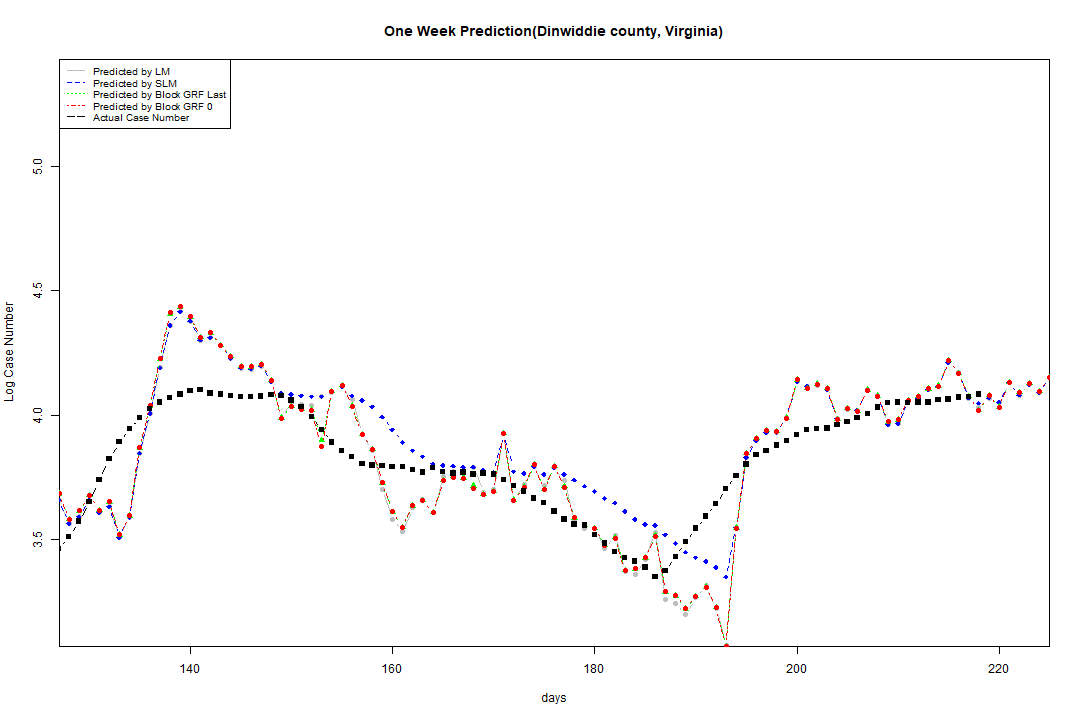 One Week Prediction(Dinwiddie county, Virginia)
Predicted by LM
Predicted by SLM
Predicted by Block GRF Last
Predicted by Block GRF 0
Actual Case Number
Log Case Number
5.0
4.5
4.0
3.5
140 160 180 200 220
days